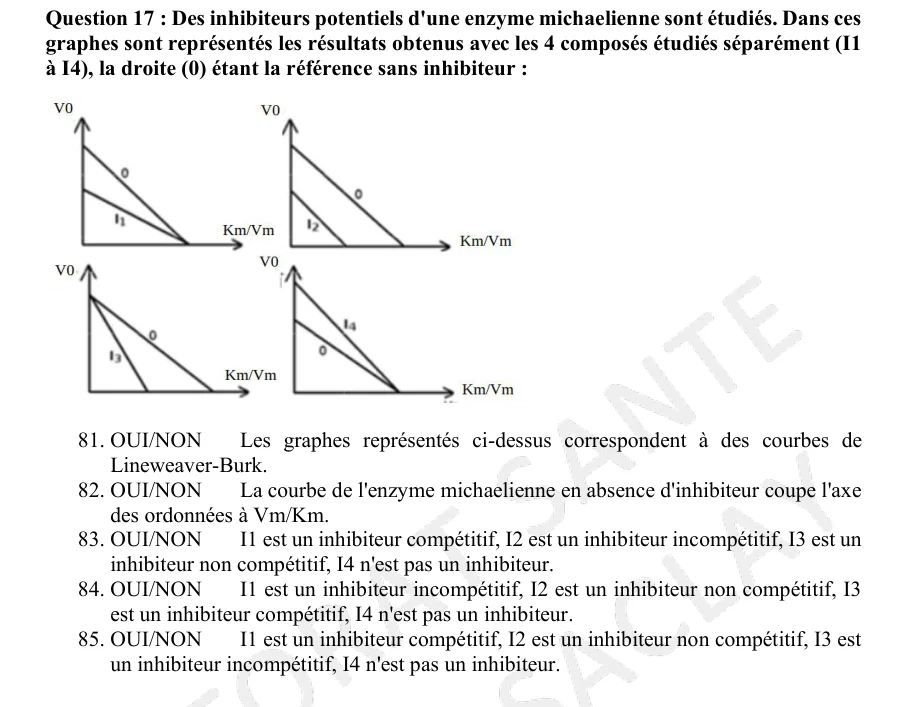 Question 17 : Des inhibiteurs potentiels d'une enzyme michaelienne sont étudiés. Dans ces
graphes sont représentés les résultats obtenus avec les 4 composés étudiés séparément (I1
à I4), la droite (0) étant la référence sans inhibiteur :
V0
0
I1
Km/Vm
V0
0
I2
Km/Vm
V0
0
I3
Km/Vm
V0
I4
0
Km/Vm
81. OUI/NON Les graphes représentés ci-dessus correspondent à des courbes de
Lineweaver-Burk.
82. OUI/NON La courbe de l'enzyme michaelienne en absence d'inhibiteur coupe l'axe
des ordonnées à Vm/Km.
83. OUI/NON I1 est un inhibiteur compétitif, I2 est un inhibiteur incompétitif, I3 est un
inhibiteur non compétitif, I4 n'est pas un inhibiteur.
84. OUI/NON I1 est un inhibiteur incompétitif, I2 est un inhibiteur non compétitif, I3
est un inhibiteur compétitif, I4 n'est pas un inhibiteur.
85. OUI/NON I1 est un inhibiteur compétitif, I2 est un inhibiteur non compétitif, I3 est
un inhibiteur incompétitif, I4 n'est pas un inhibiteur.
TORAT SANTE
SACLAY